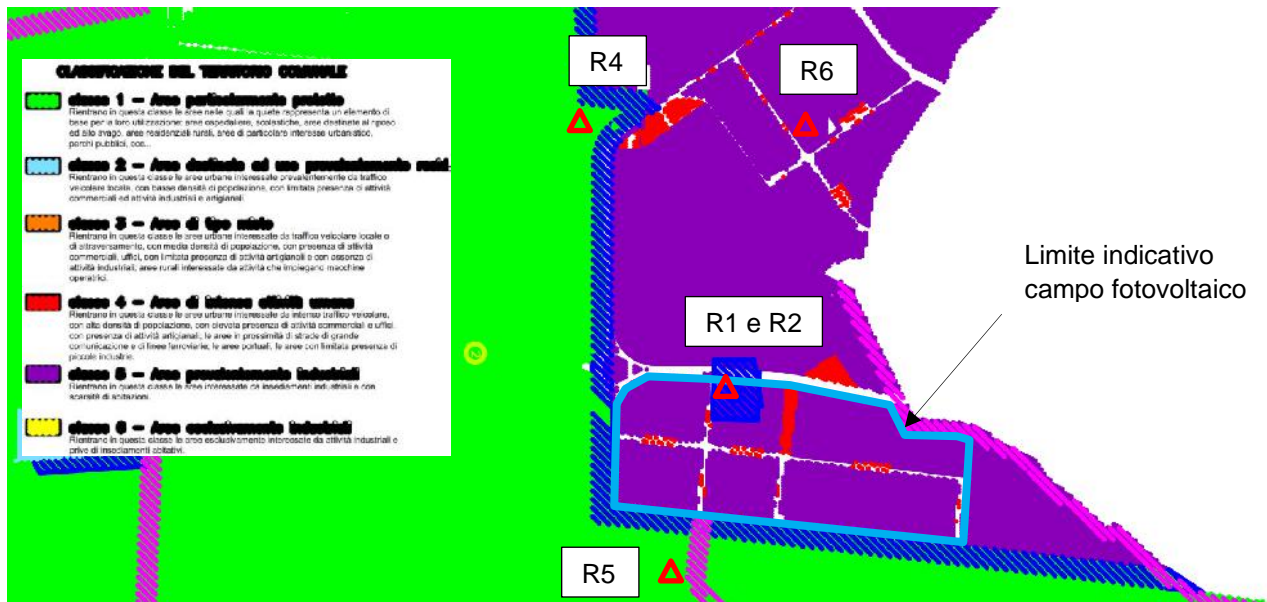 CLASSIFICAZIONE DEL TERRITORIO COMUNALE
classe 1 – Aree particolarmente protette
Rientrano in questa classe le aree nelle quali la quiete rappresenta un elemento di
base per la loro utilizzazione: aree ospedaliere, scolastiche, aree destinate al riposo
ed allo svago, aree residenziali rurali, aree di particolare interesse urbanistico,
parchi pubblici, ecc...
classe 2 – Aree destinate ad uso prevalentemente resid.
Rientrano in questa classe le aree urbane interessate prevalentemente da traffico
veicolare locale, con basse densità di popolazione, con limitata presenza di attività
commerciali ed attività industriali e artigianali.
classe 3 – Aree di tipo misto
Rientrano in questa classe le aree urbane interessate da traffico veicolare locale o
di attraversamento, con media densità di popolazione, con presenza di attività
commerciali, uffici, con limitata presenza di attività artigianali e con assenza di
attività industriali; aree rurali interessate da attività che impiegano macchine
operatrici.
classe 4 – Aree di intensa attività umana
Rientrano in questa classe le aree urbane interessate da intenso traffico veicolare,
con alta densità di popolazione, con elevata presenza di attività commerciali e uffici,
con presenza di attività artigianali; le aree in prossimità di strade di grande
comunicazione e di linee ferroviarie; le aree portuali, le aree con limitata presenza di
piccole industrie.
classe 5 – Aree prevalentemente industriali
Rientrano in questa classe le aree interessate da insediamenti industriali e con
scarsità di abitazioni.
classe 6 – Aree esclusivamente industriali
Rientrano in questa classe le aree esclusivamente interessate da attività industriali e
prive di insediamenti abitativi.
R4
R6
R1 e R2
R5
Limite indicativo
campo fotovoltaico